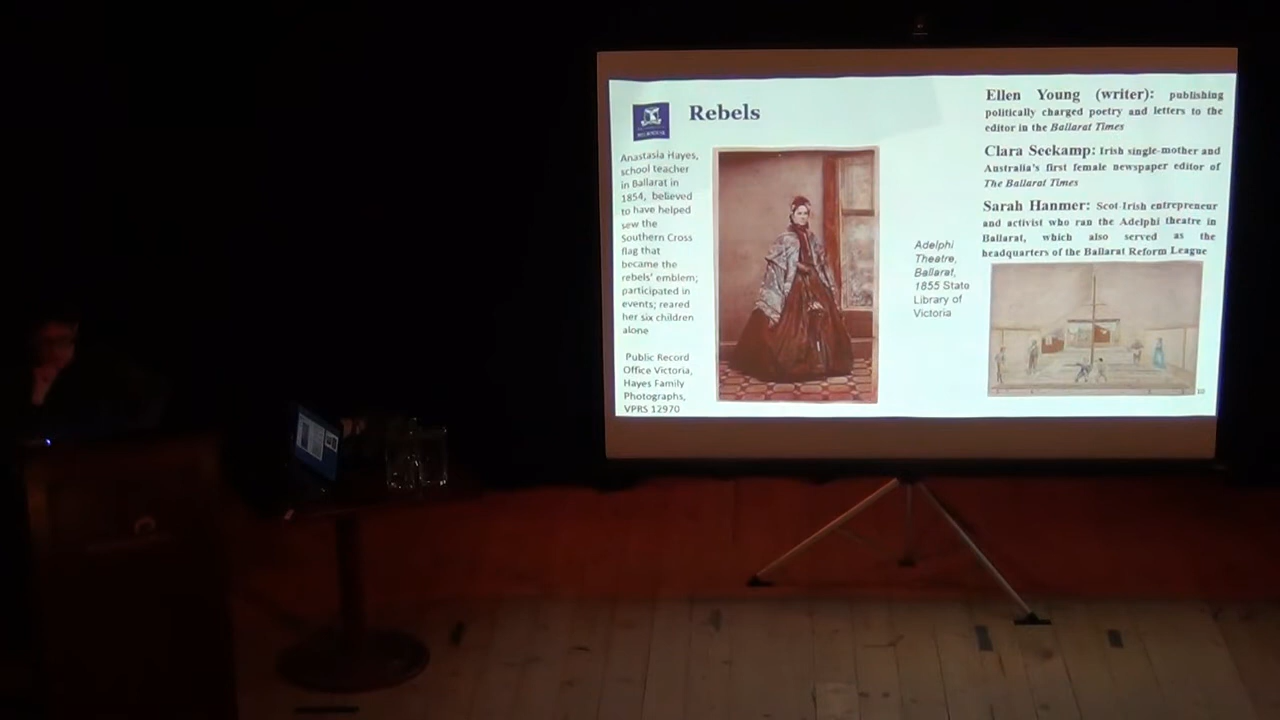 Rebels
Anastasia Hayes,
school teacher
in Ballarat in
1854, believed
to have helped
sew the
Southern Cross
flag that
became the
rebels' emblem;
participated in
events; reared
her six children
alone
Public Record
Office Victoria,
Hayes Family
Photographs,
VPRS 12970
Adelphi
Theatre,
Ballarat,
1855 State
Library of
Victoria
Ellen Young (writer): publishing
politically charged poetry and letters to the
editor in the Ballarat Times
Clara Seekamp: Irish single-mother and
Australia's first female newspaper editor of
The Ballarat Times
Sarah Hanmer: Scot-Irish entrepreneur
and activist who ran the Adelphi theatre in
Ballarat, which also served as the
headquarters of the Ballarat Reform League